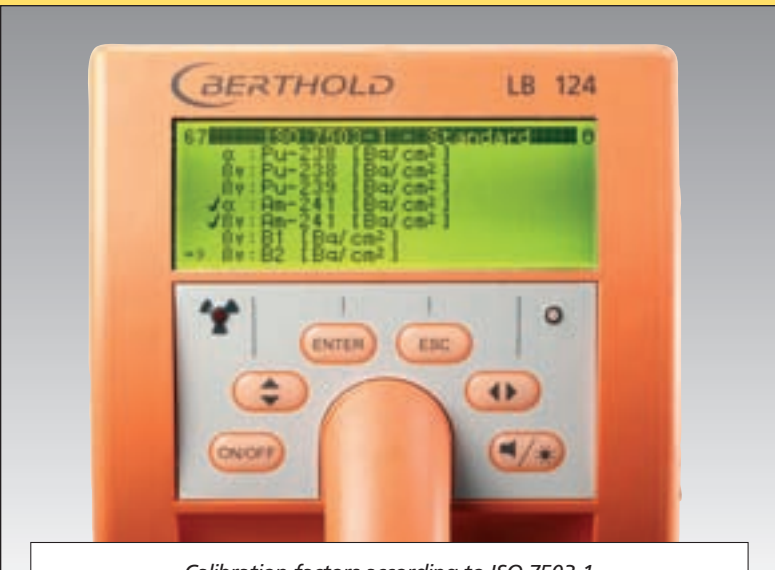 BERTHOLD LB 124
67 ISO 7503-1 - Standard 0
α : Pu-238 [Bq/cm²]
βγ: Pu-238 [Bq/cm²]
βγ: Pu-239 [Bq/cm²]
✓α : Am-241 [Bq/cm²]
✓βγ: Am-241 [Bq/cm²]
βγ: B1 [Bq/cm²]
→ βγ: B2 [Bq/cm²]
ENTER ESC
ON/OFF
Calibration factors according to ISO 7503-1